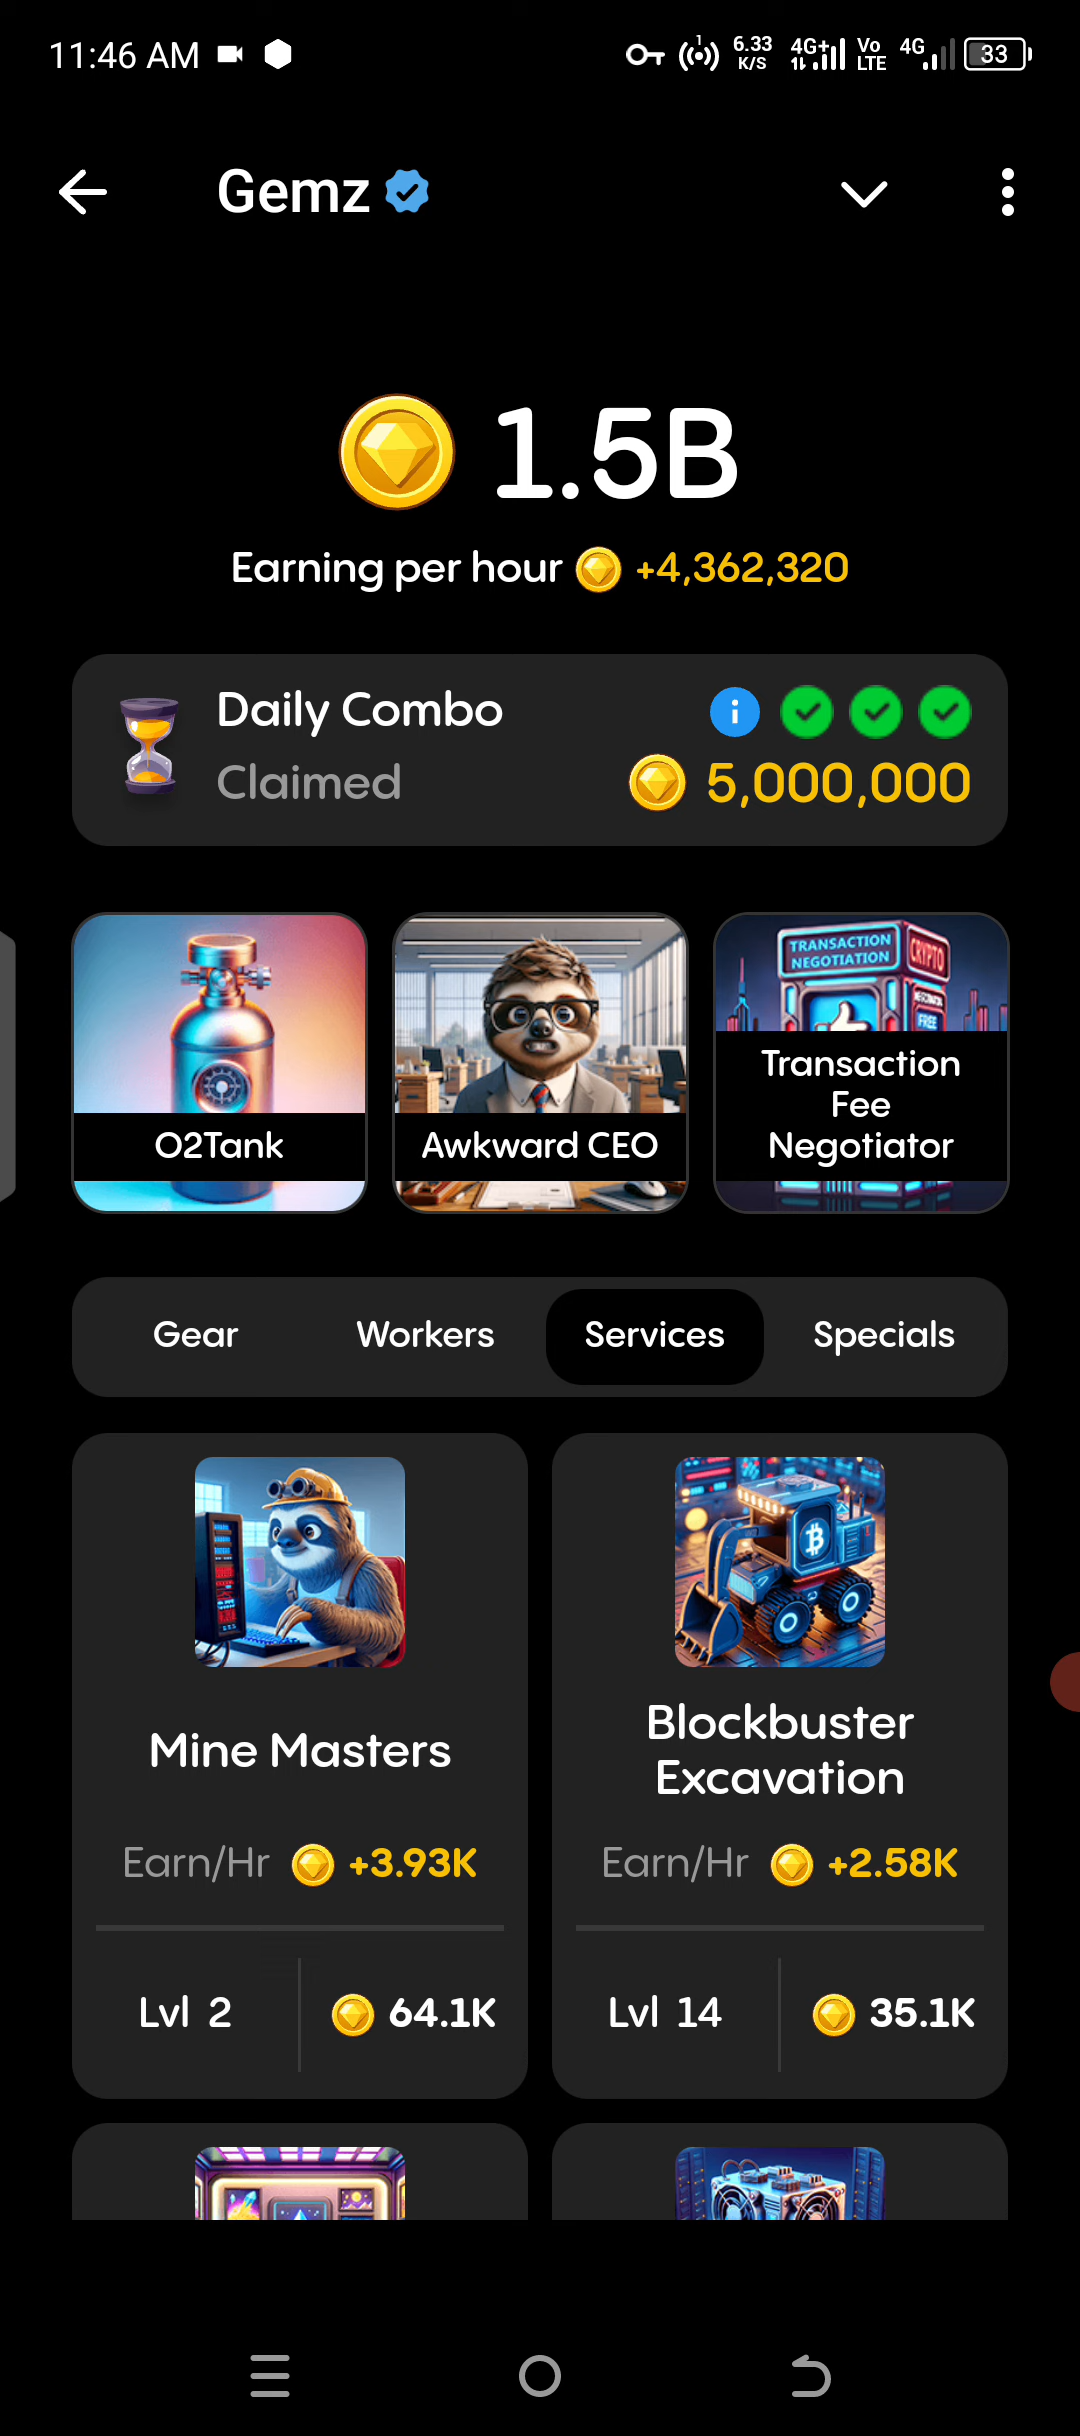 11:46 AM
1
6.33
K/S
4G+
Vo
LTE
4G
33
Gemz
1.5B
Earning per hour +4,362,320
Daily Combo
Claimed
5,000,000
TRANSACTION
NEGOTIATION
CRYPTO
FREE
O2Tank
Awkward CEO
Transaction
Fee
Negotiator
Gear Workers Services Specials
Mine Masters
Earn/Hr +3.93K
Lvl 2 64.1K
Blockbuster
Excavation
Earn/Hr +2.58K
Lvl 14 35.1K